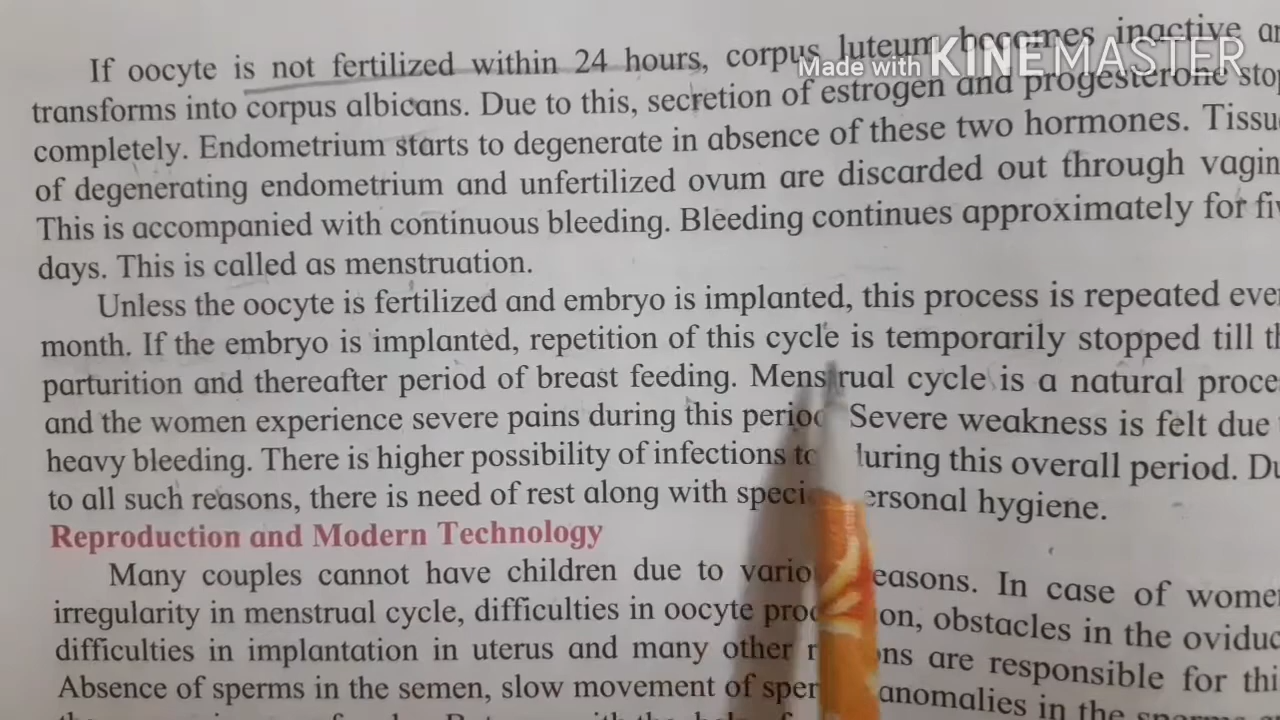 Made with KINEMASTER
If oocyte is not fertilized within 24 hours, corpus luteum becomes inactive
transforms into corpus albicans. Due to this, secretion of estrogen and progesterone
completely. Endometrium starts to degenerate in absence of these two hormones.
of degenerating endometrium and unfertilized ovum are discarded out through
This is accompanied with continuous bleeding. Bleeding continues approximately for
days. This is called as menstruation.
Unless the oocyte is fertilized and embryo is implanted, this process is repeated
month. If the embryo is implanted, repetition of this cycle is temporarily stopped till
parturition and thereafter period of breast feeding. Menstrual cycle is a natural
and the women experience severe pains during this Severe weakness is felt due
heavy bleeding. There is higher possibility of infections during this overall period.
to all such reasons, there is need of rest along with hygiene.
Reproduction and Modern Technology
Many couples cannot have children due to In case of
irregularity in menstrual cycle, difficulties in oocyte obstacles in the
difficulties in implantation in uterus and many other are responsible for
Absence of sperms in the semen, slow movement of anomalies in the